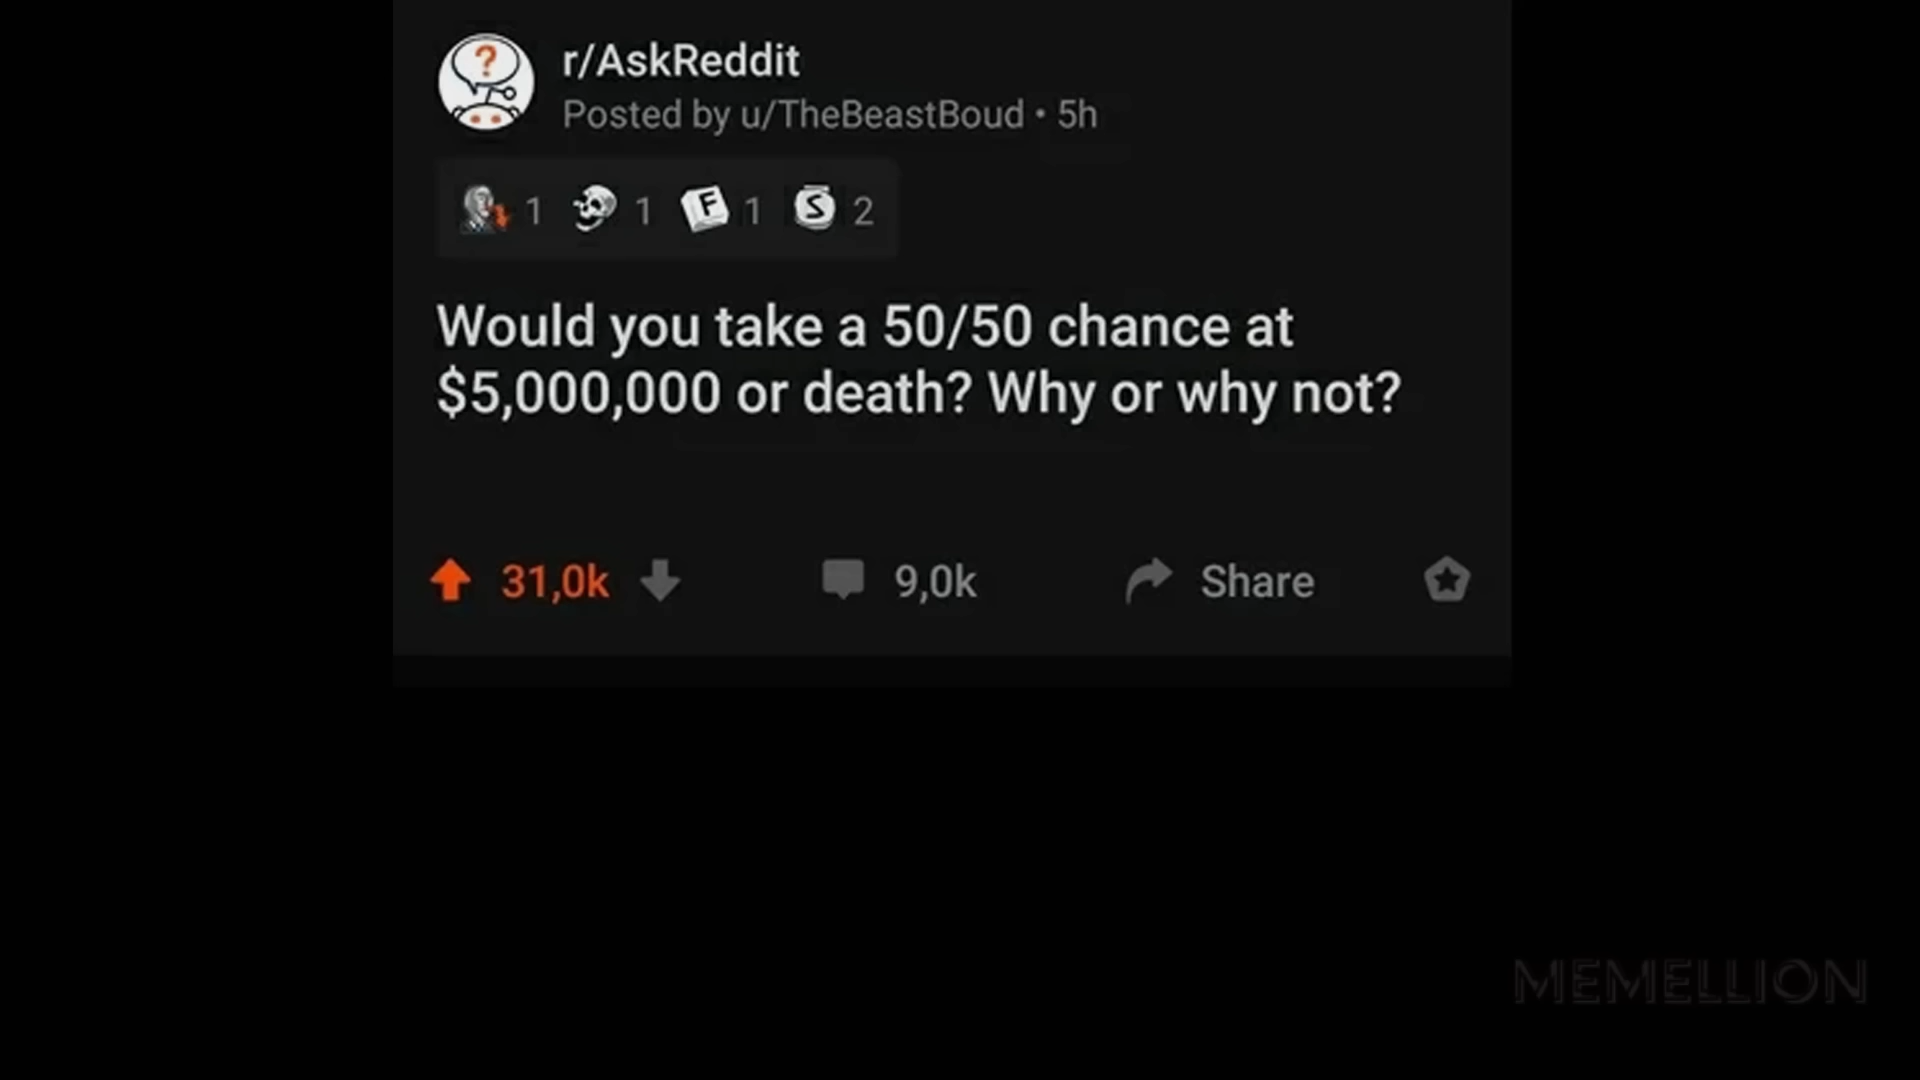 r/AskReddit
Posted by u/TheBeastBoud • 5h
1 1 F 1 S 2
Would you take a 50/50 chance at
$5,000,000 or death? Why or why not?
31,0k 9,0k Share
MEMELLION